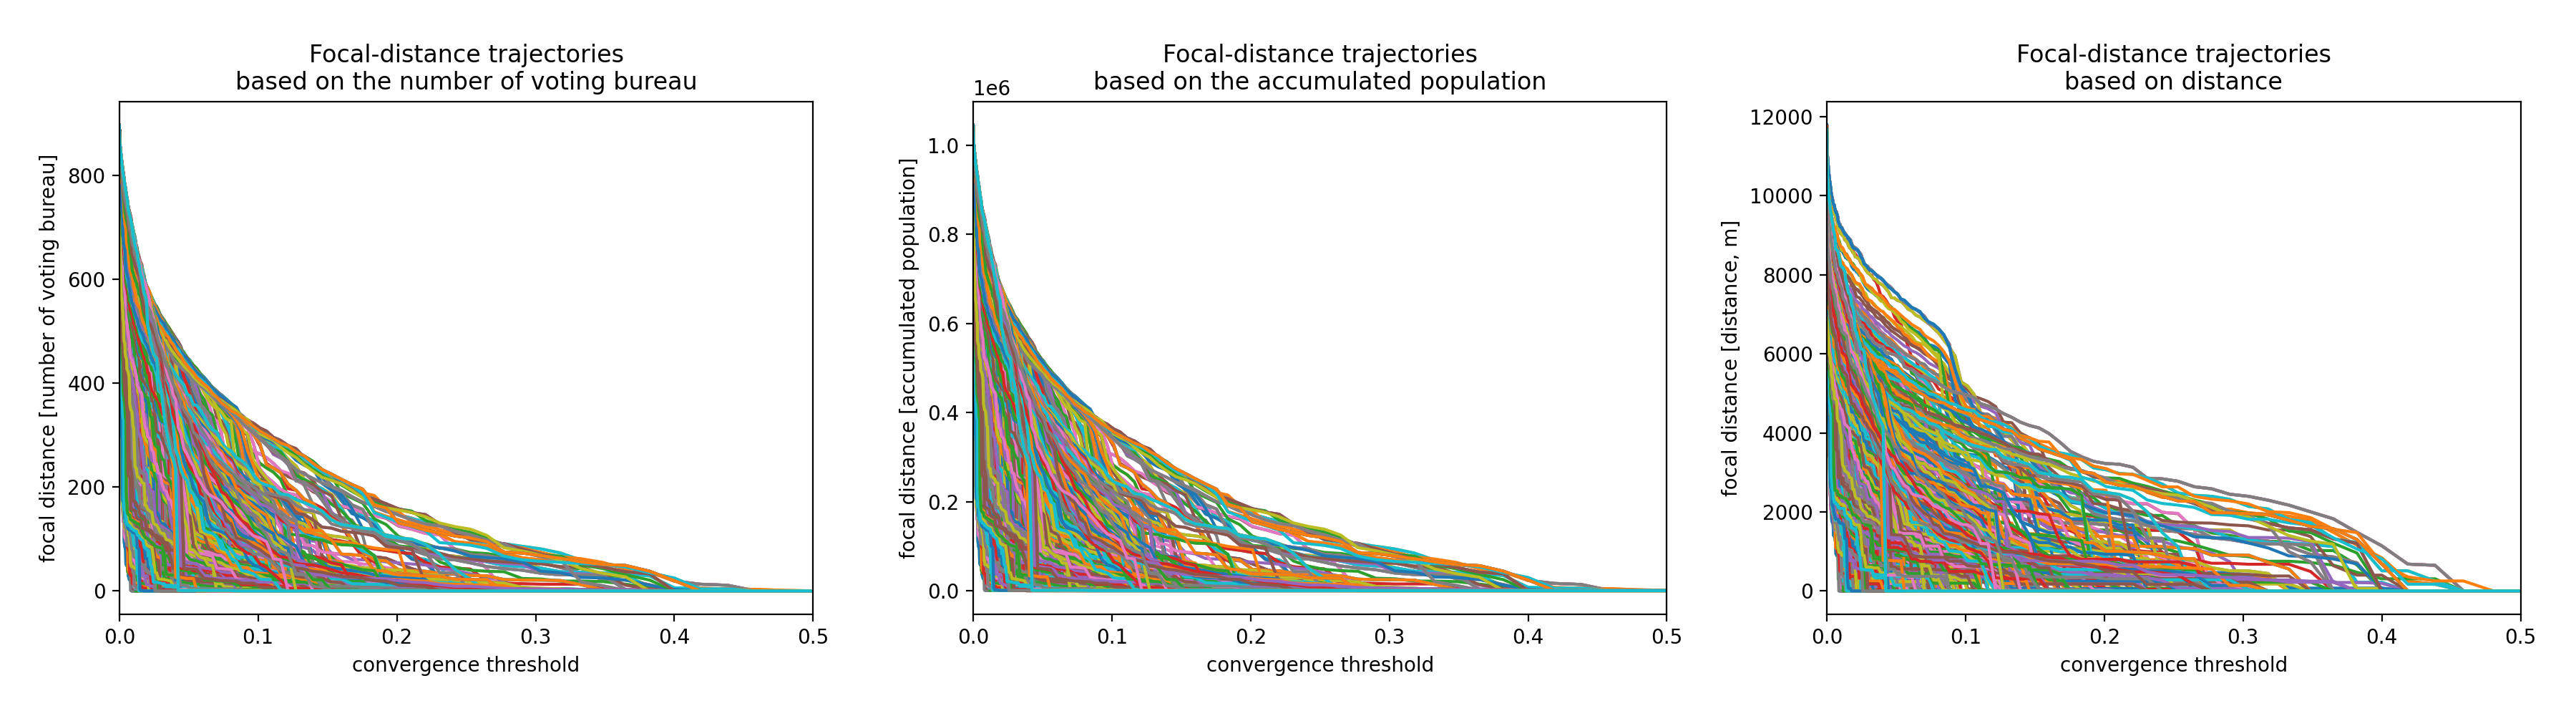 Focal-distance trajectories
based on the number of voting bureau
focal distance [number of voting bureau]
800
600
400
200
0
0.0 0.1 0.2 0.3 0.4 0.5
convergence threshold
Focal-distance trajectories
based on the accumulated population
1e6
focal distance [accumulated population]
1.0
0.8
0.6
0.4
0.2
0.0
0.0 0.1 0.2 0.3 0.4 0.5
convergence threshold
Focal-distance trajectories
based on distance
focal distance [distance, m]
12000
10000
8000
6000
4000
2000
0
0.0 0.1 0.2 0.3 0.4 0.5
convergence threshold